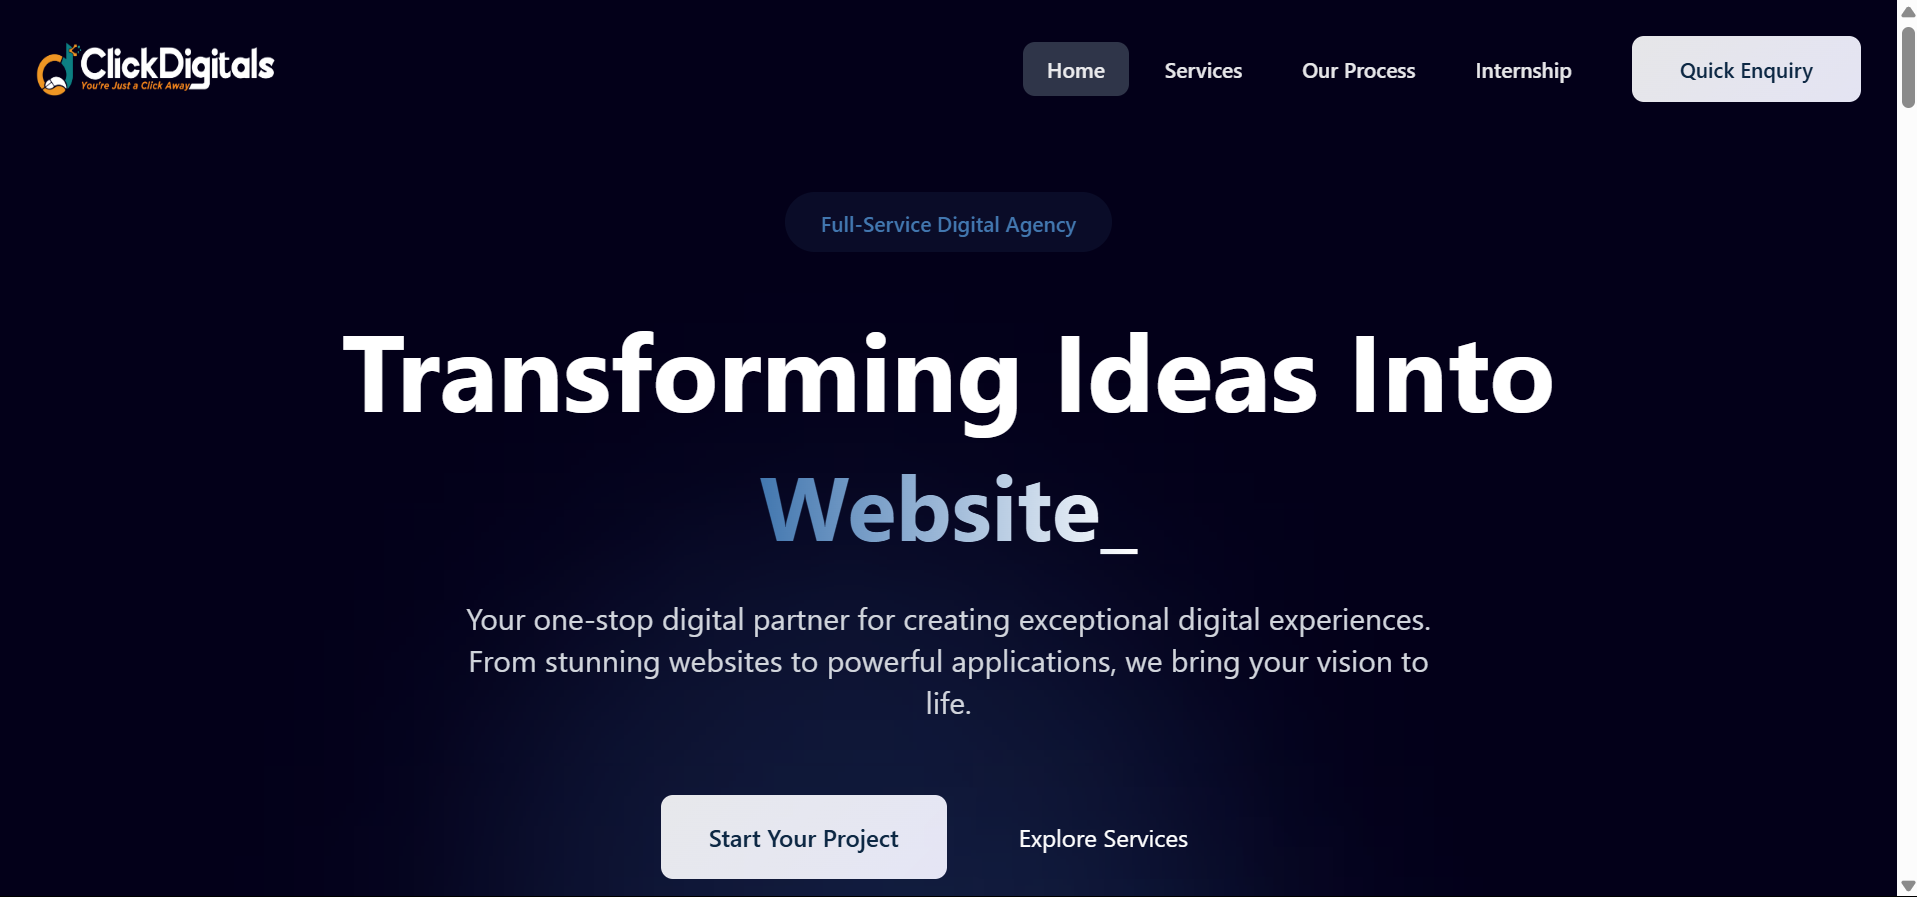 ClickDigitals
You're Just a Click Away
Home
Services
Our Process
Internship
Quick Enquiry
Full-Service Digital Agency
Transforming Ideas Into
Website_
Your one-stop digital partner for creating exceptional digital experiences.
From stunning websites to powerful applications, we bring your vision to
life.
Start Your Project
Explore Services